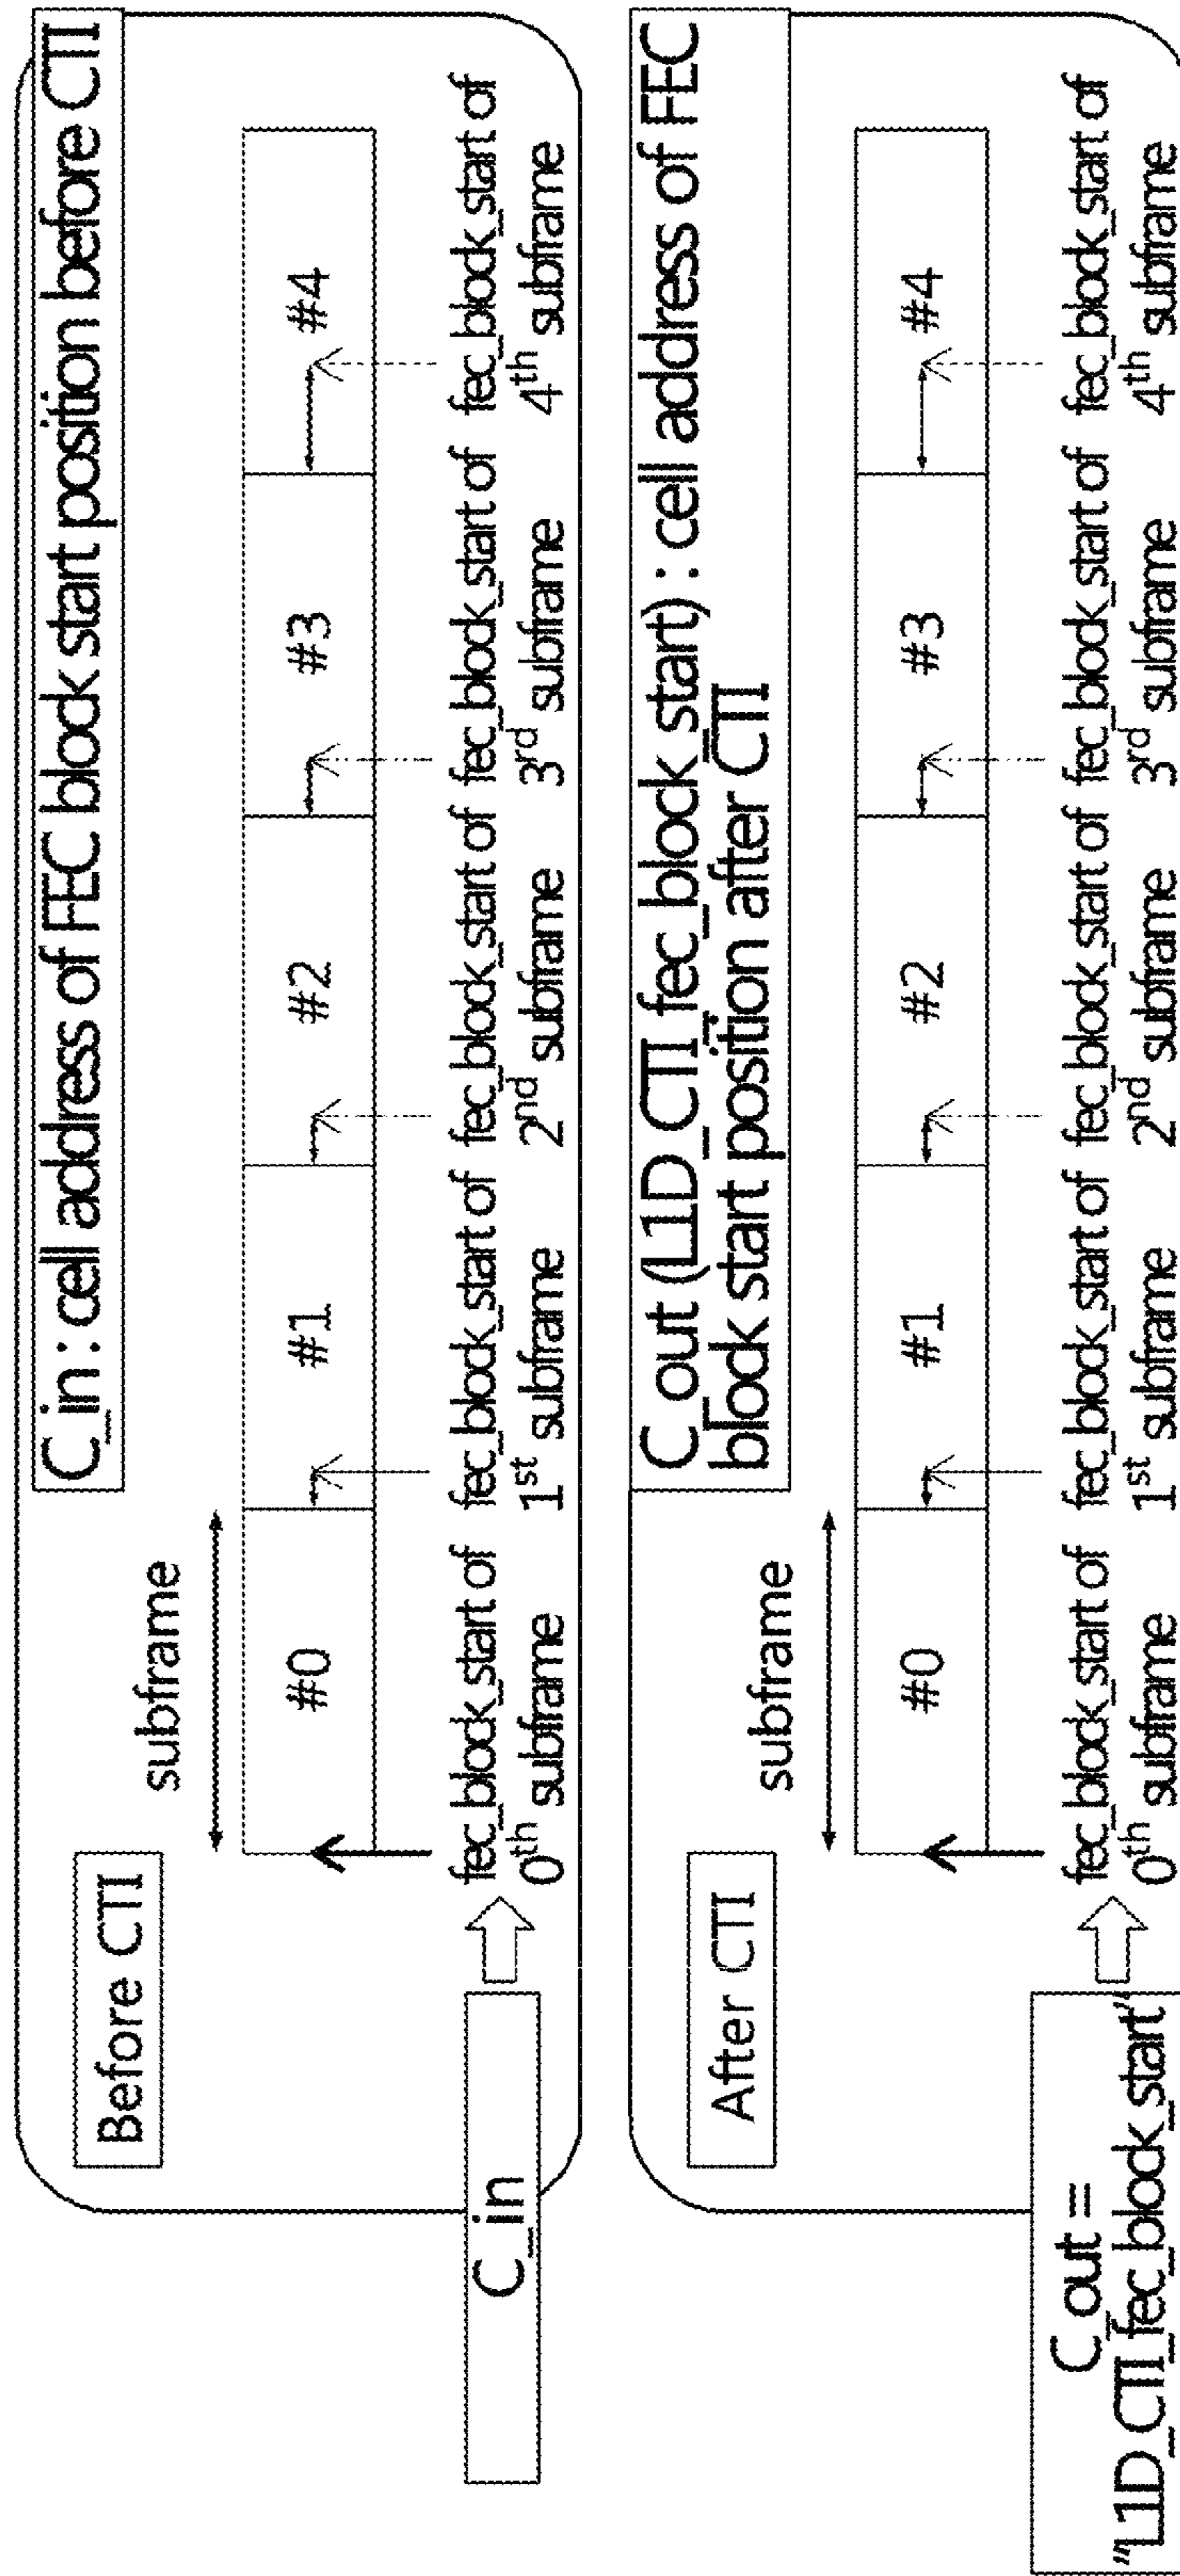 C_in : cell address of FEC block start position before CTI
Before CTI
subframe
#0 #1 #2 #3 #4
C_in
fec_block_start of fec_block_start of fec_block_start of fec_block_start of fec_block_start of
0th subframe 1st subframe 2nd subframe 3rd subframe 4th subframe
C_out (L1D_CTI_fec_block_start) : cell address of FEC
block start position after CTI
After CTI
subframe
#0 #1 #2 #3 #4
C_out =
"L1D_CTI_fec_block_start"
fec_block_start of fec_block_start of fec_block_start of fec_block_start of fec_block_start of
0th subframe 1st subframe 2nd subframe 3rd subframe 4th subframe